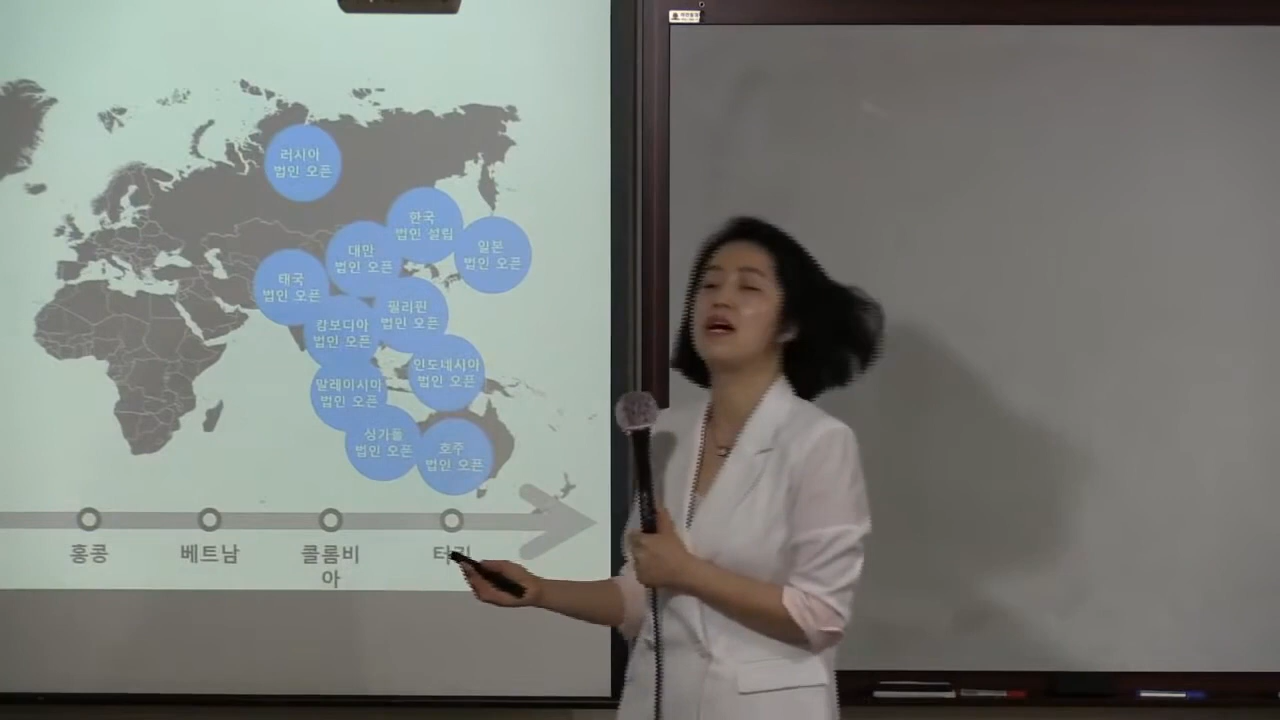 러시아
법인 오픈
한국
법인 설립
대만
법인 오픈
일본
법인 오픈
태국
법인 오픈
필리핀
법인 오픈
캄보디아
법인 오픈
인도네시아
법인 오픈
말레이시아
법인 오픈
싱가폴
법인 오픈
호주
법인 오픈
홍콩
베트남
콜롬비
아
터키